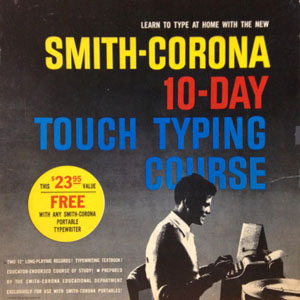 LEARN TO TYPE AT HOME WITH THE NEW
SMITH-CORONA
10-DAY
TOUCH TYPING
COURSE
THIS $23.95 VALUE
FREE
WITH ANY SMITH-CORONA
PORTABLE
TYPEWRITER
TWO 12" LONG-PLAYING RECORDS! TYPEWRITING TEXTBOOK!
EDUCATOR-ENDORSED COURSE OF STUDY! • PREPARED
BY THE SMITH-CORONA EDUCATIONAL DEPARTMENT
EXCLUSIVELY FOR USE WITH SMITH-CORONA PORTABLES!